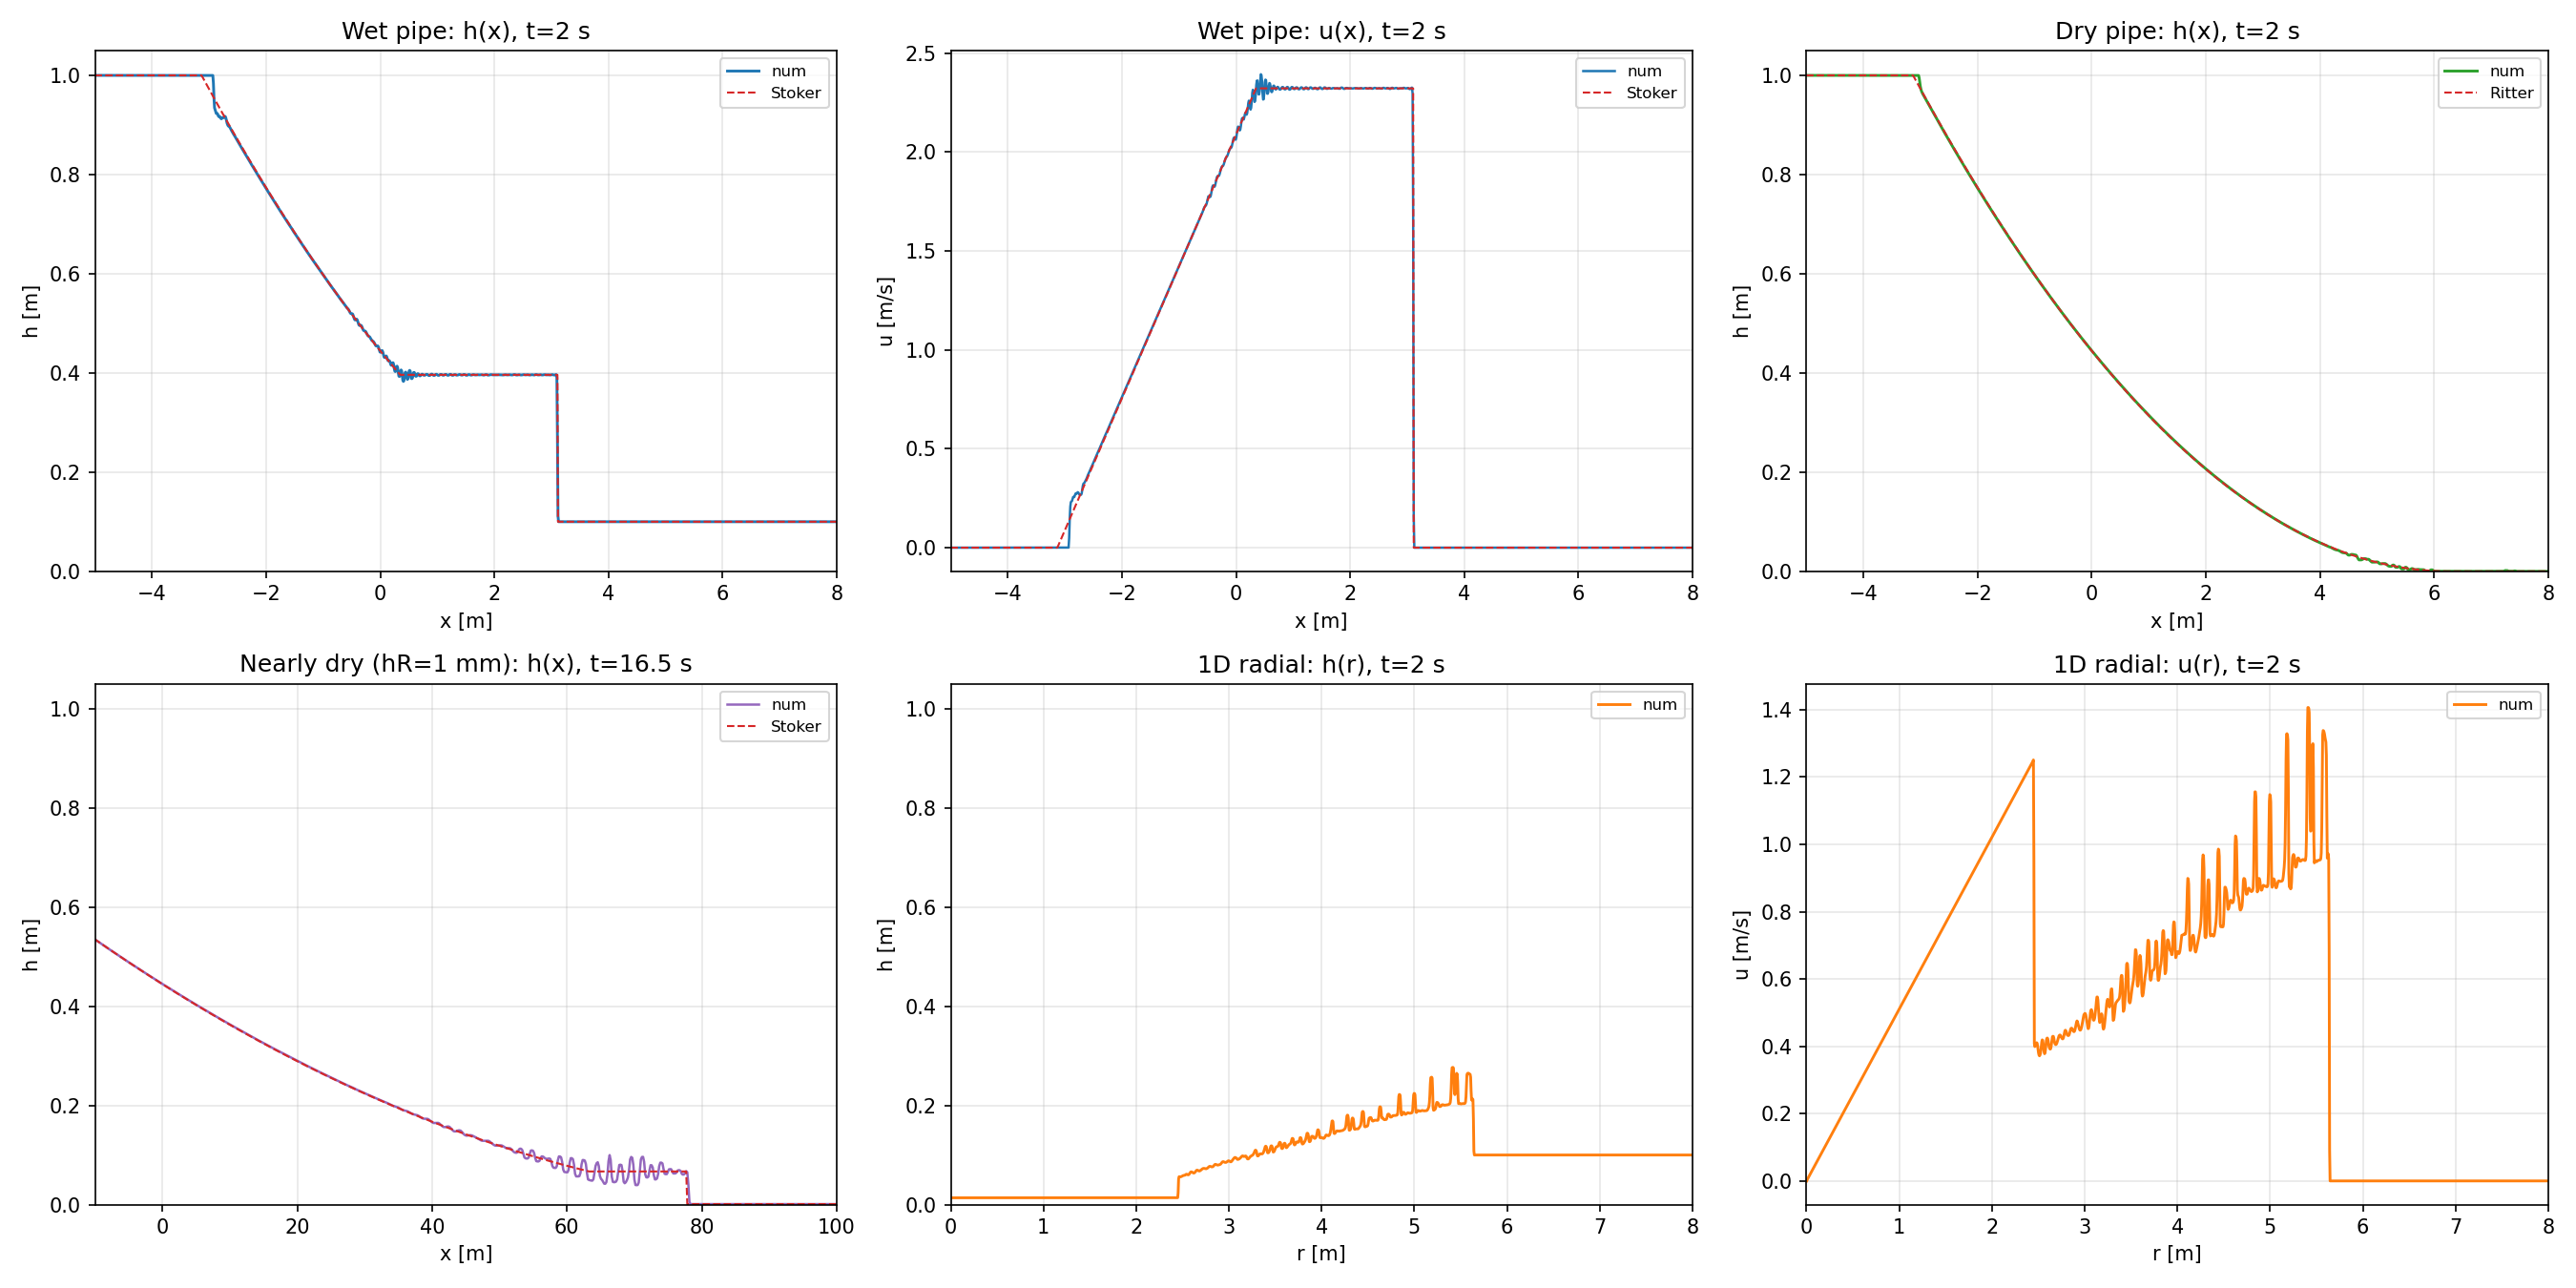 Wet pipe: h(x), t=2 s
1.0
0.8
0.6
0.4
0.2
0.0
h [m]
num
Stoker
−4
−2
0
2
4
6
8
x [m]
Wet pipe: u(x), t=2 s
2.5
2.0
1.5
1.0
0.5
0.0
u [m/s]
num
Stoker
−4
−2
0
2
4
6
8
x [m]
Dry pipe: h(x), t=2 s
1.0
0.8
0.6
0.4
0.2
0.0
h [m]
num
Ritter
−4
−2
0
2
4
6
8
x [m]
Nearly dry (hR=1 mm): h(x), t=16.5 s
1.0
0.8
0.6
0.4
0.2
0.0
h [m]
num
Stoker
0
20
40
60
80
100
x [m]
1D radial: h(r), t=2 s
1.0
0.8
0.6
0.4
0.2
0.0
h [m]
num
0
1
2
3
4
5
6
7
8
r [m]
1D radial: u(r), t=2 s
1.4
1.2
1.0
0.8
0.6
0.4
0.2
0.0
u [m/s]
num
0
1
2
3
4
5
6
7
8
r [m]